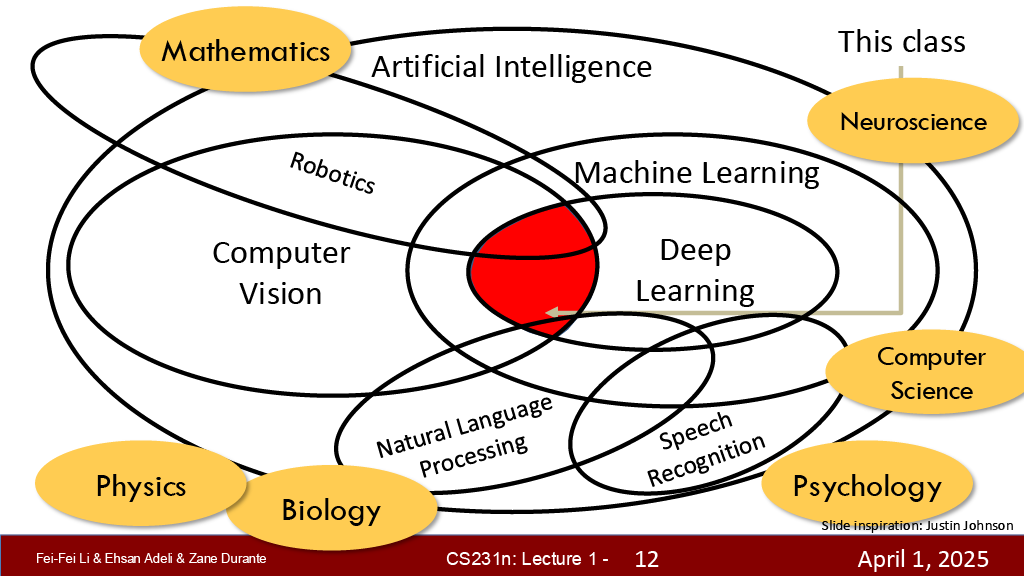 Mathematics
Artificial Intelligence
This class
Neuroscience
Robotics
Machine Learning
Computer
Vision
Deep
Learning
Computer
Science
Natural Language
Processing
Speech
Recognition
Physics
Biology
Psychology
Slide inspiration: Justin Johnson
Fei-Fei Li & Ehsan Adeli & Zane Durante
CS231n: Lecture 1 - 12
April 1, 2025